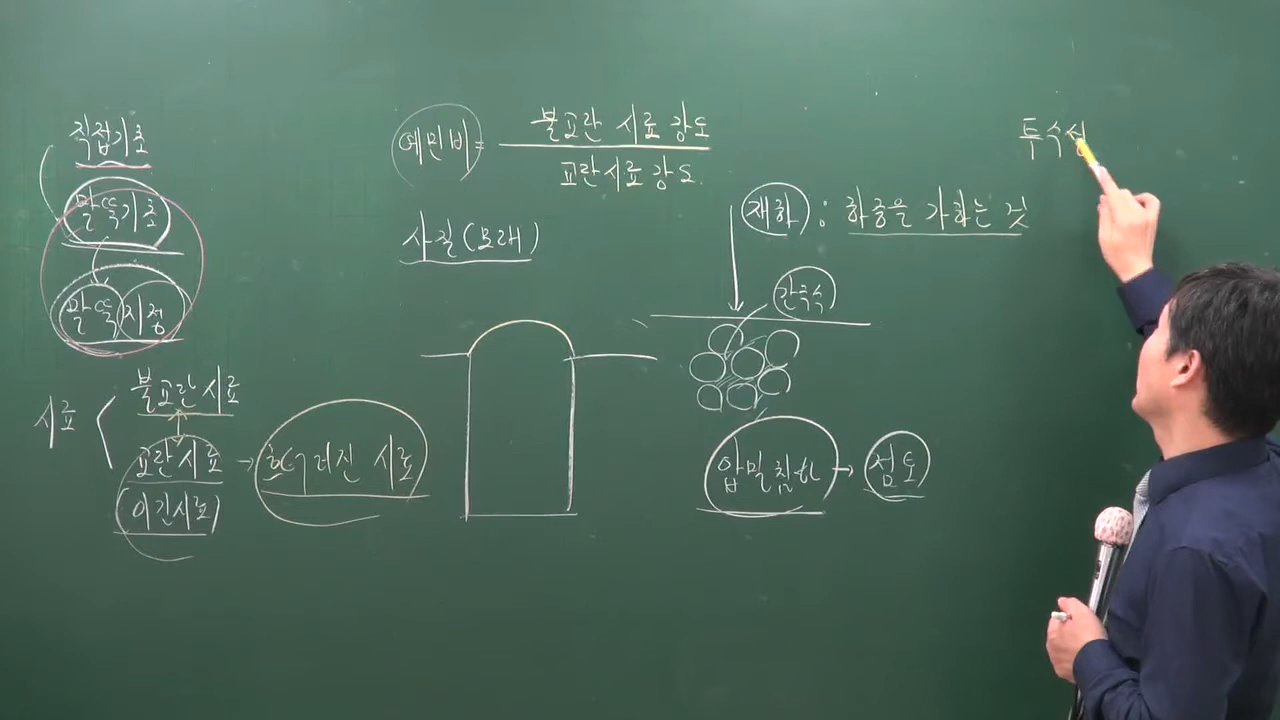 직접기초
말뚝기초
말뚝지정
시료
불교란시료
교란시료 → 흐트러진 시료
(이긴시료)
예민비 = 불교란 시료 강도
교란시료 강도
사질(모래)
재하 : 하중을 가하는 것
간극수
압밀침하 → 점토
투수성